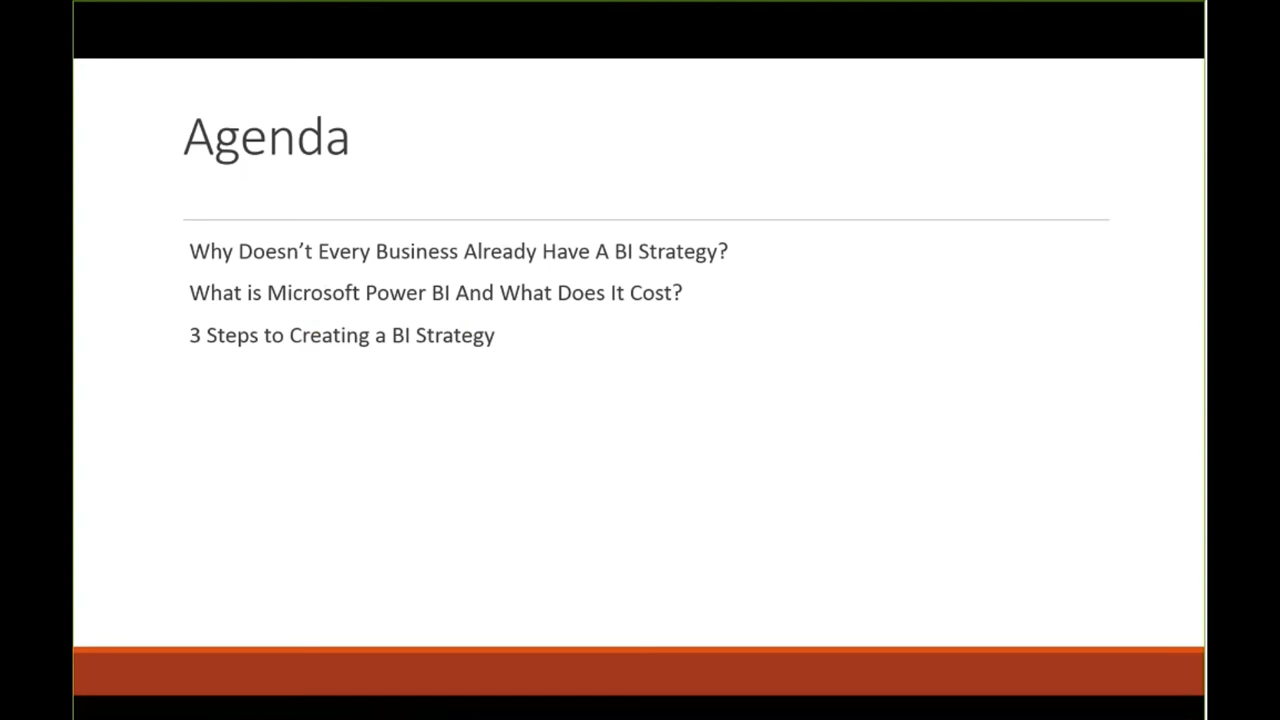 Agenda
Why Doesn’t Every Business Already Have A BI Strategy?
What is Microsoft Power BI And What Does It Cost?
3 Steps to Creating a BI Strategy